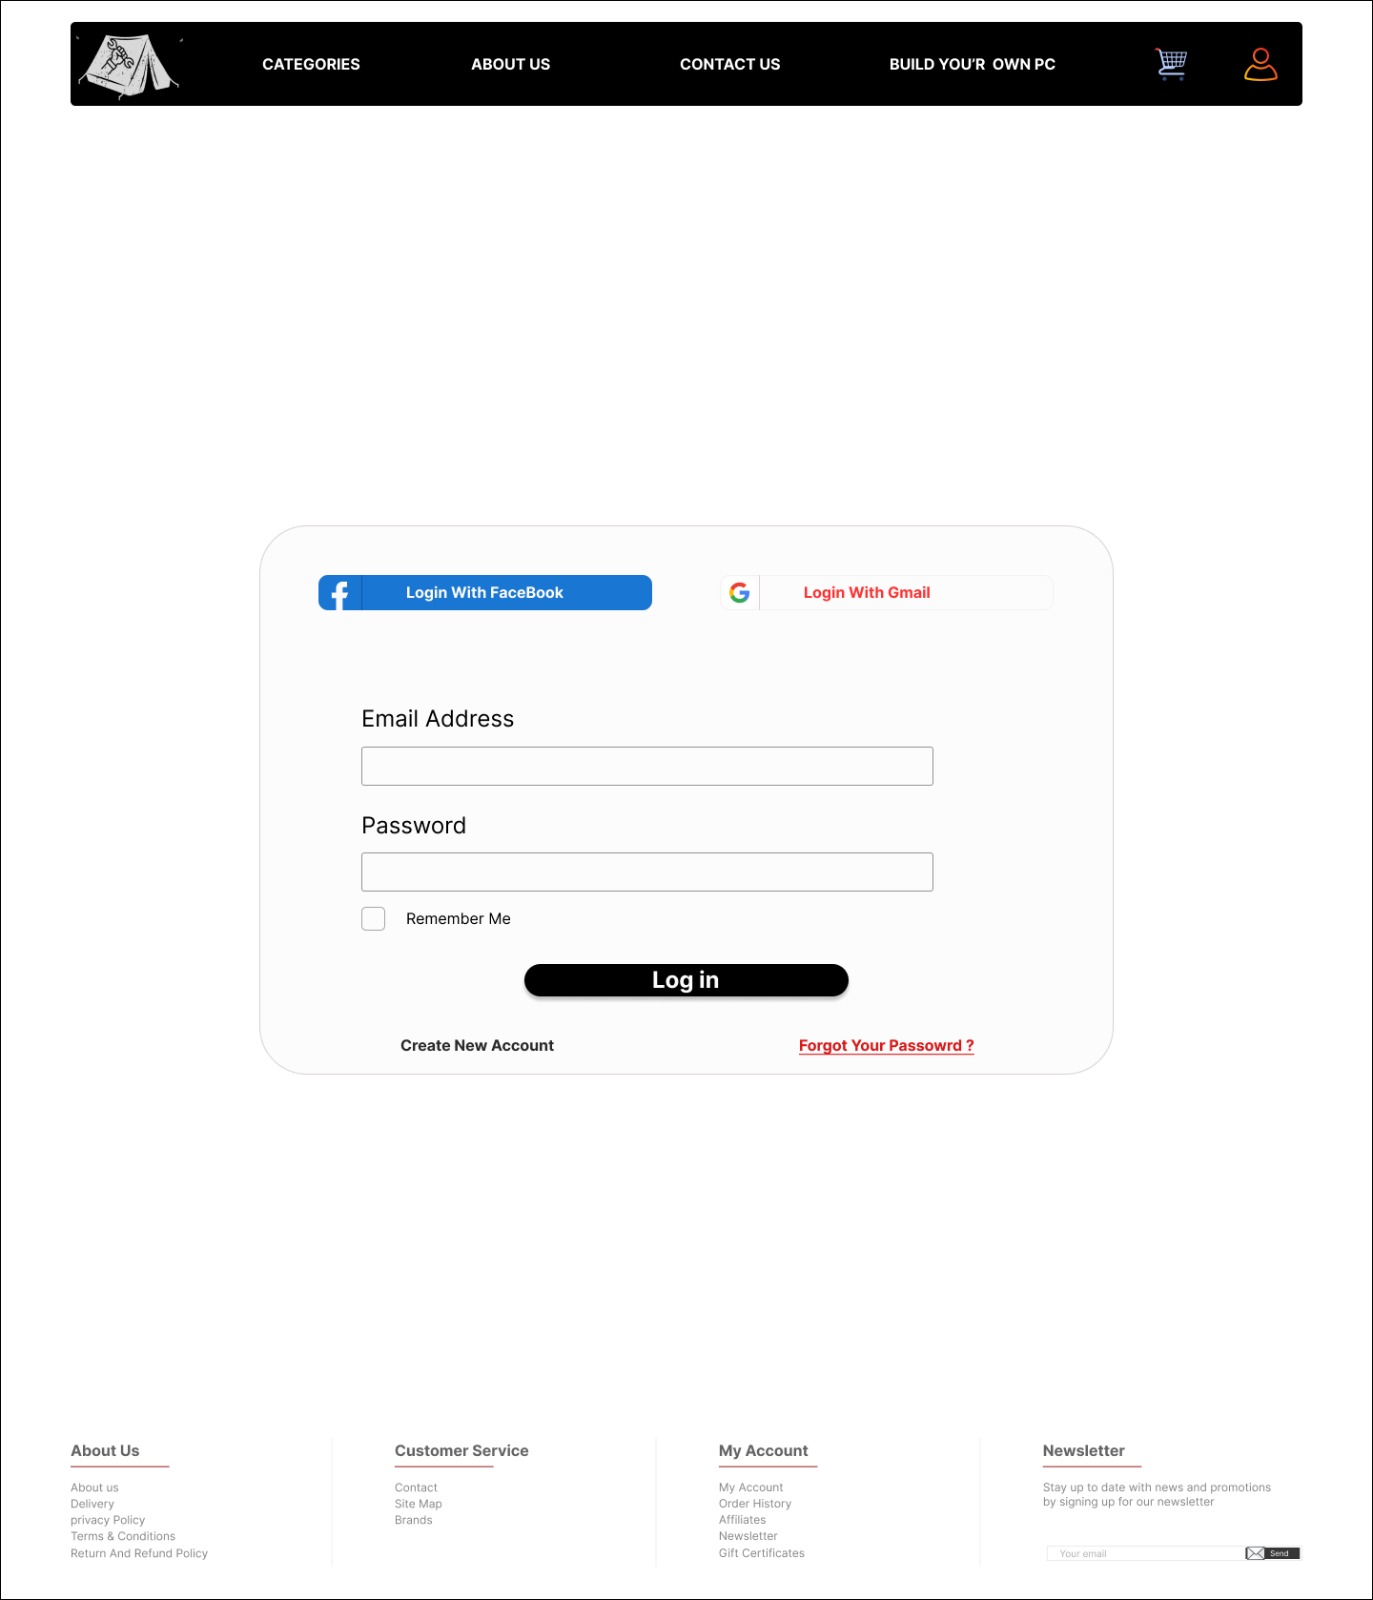 CATEGORIES
ABOUT US
CONTACT US
BUILD YOU’R  OWN PC
Login With FaceBook
Login With Gmail
Email Address
Password
Remember Me
Log in
Create New Account
Forgot Your Passowrd ?
About Us
About us
Delivery
privacy Policy
Terms & Conditions
Return And Refund Policy
Customer Service
Contact
Site Map
Brands
My Account
My Account
Order History
Affiliates
Newsletter
Gift Certificates
Newsletter
Stay up to date with news and promotions
by signing up for our newsletter
Your email
Send